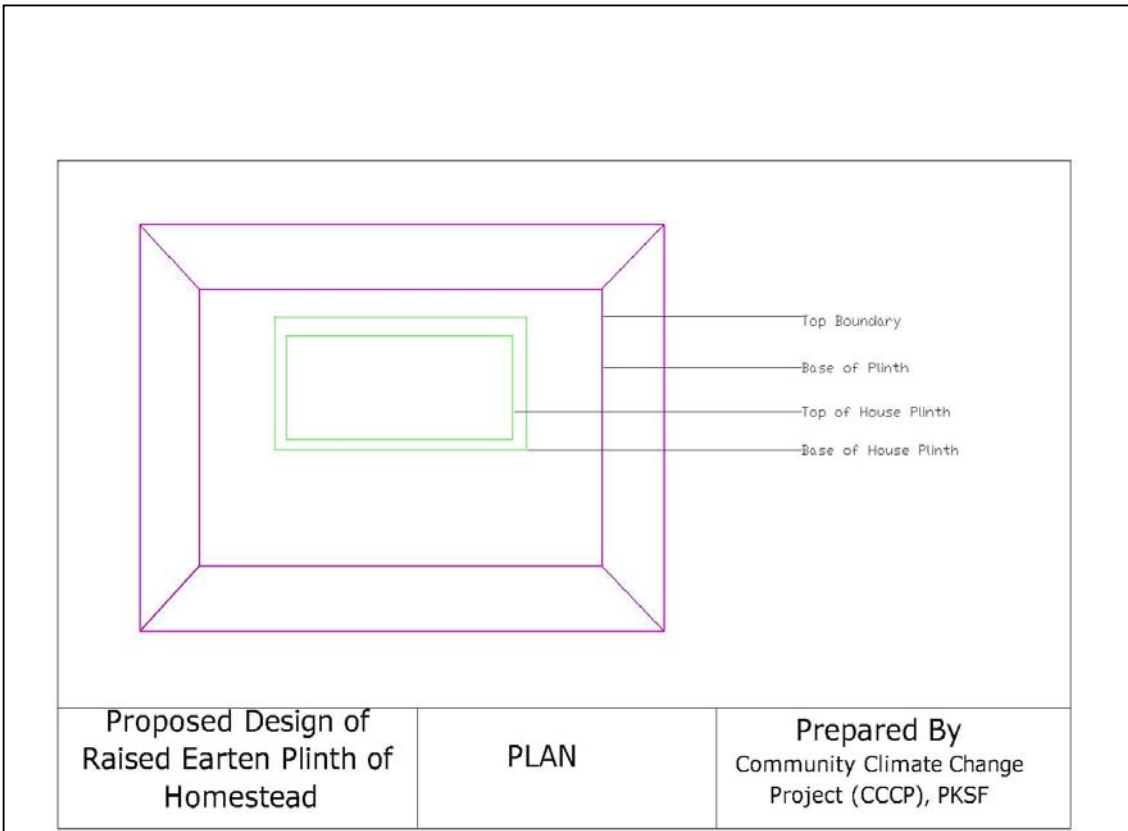 Top Boundary
Base of Plinth
Top of House Plinth
Base of House Plinth
Proposed Design of
Raised Earten Plinth of
Homestead
PLAN
Prepared By
Community Climate Change
Project (CCCP), PKSF